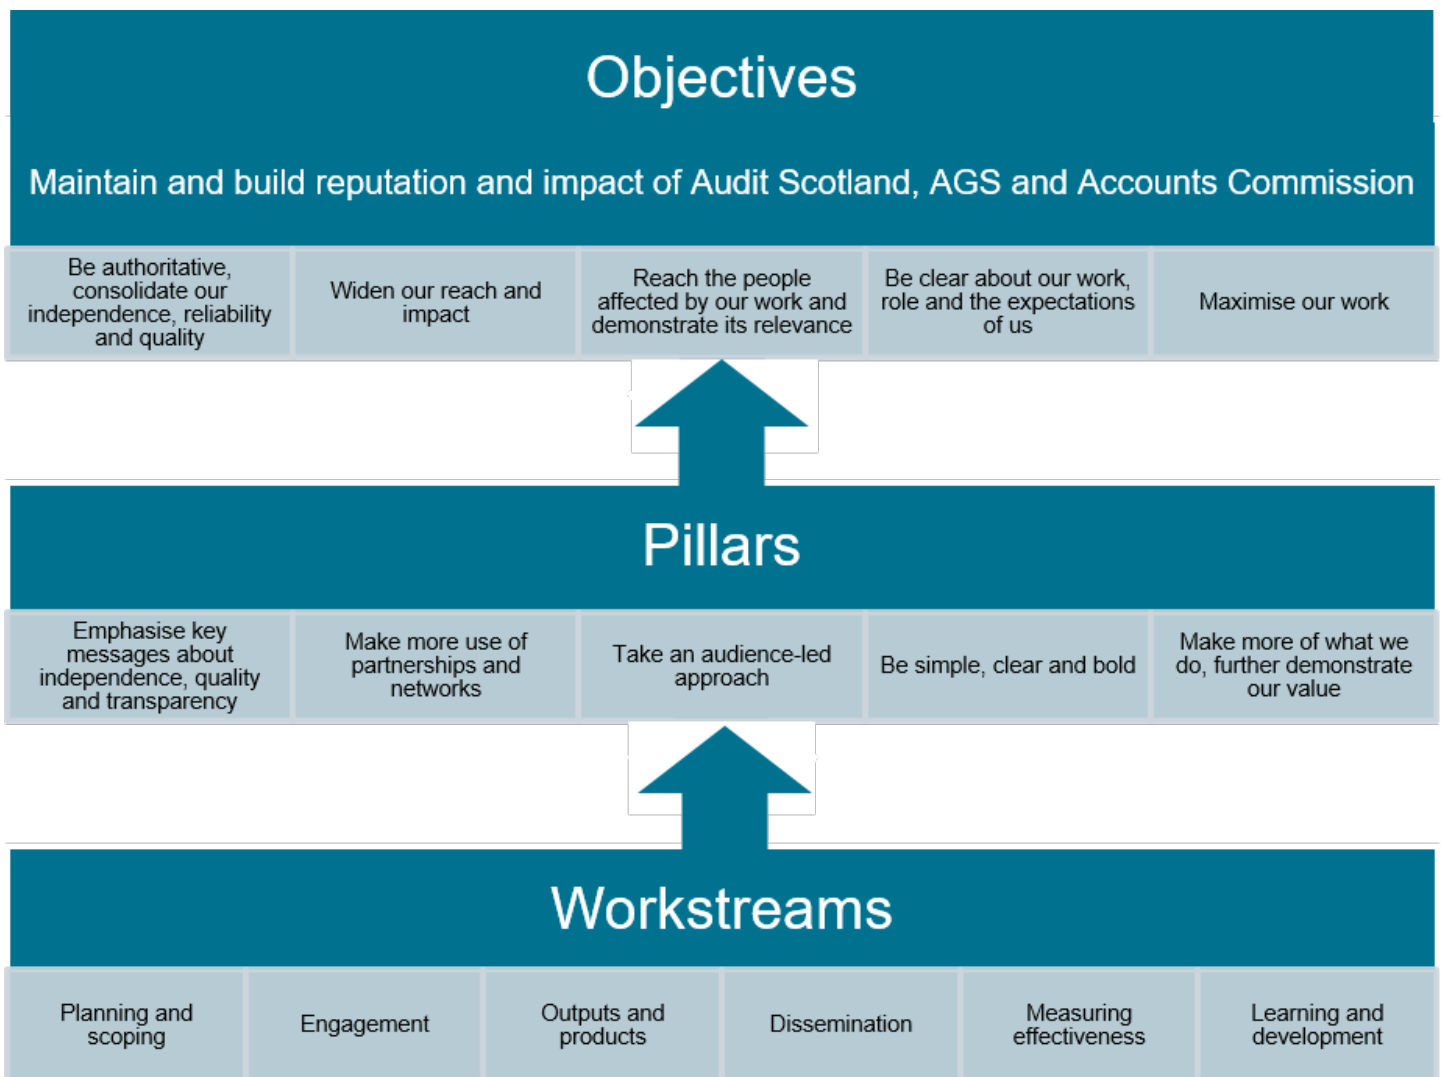 Objectives
Maintain and build reputation and impact of Audit Scotland, AGS and Accounts Commission
Be authoritative,
consolidate our
independence, reliability
and quality
Widen our reach and
impact
Reach the people
affected by our work and
demonstrate its relevance
Be clear about our work,
role and the expectations
of us
Maximise our work
Pillars
Emphasise key
messages about
independence, quality
and transparency
Make more use of
partnerships and
networks
Take an audience-led
approach
Be simple, clear and bold
Make more of what we
do, further demonstrate
our value
Workstreams
Planning and
scoping
Engagement
Outputs and
products
Dissemination
Measuring
effectiveness
Learning and
development